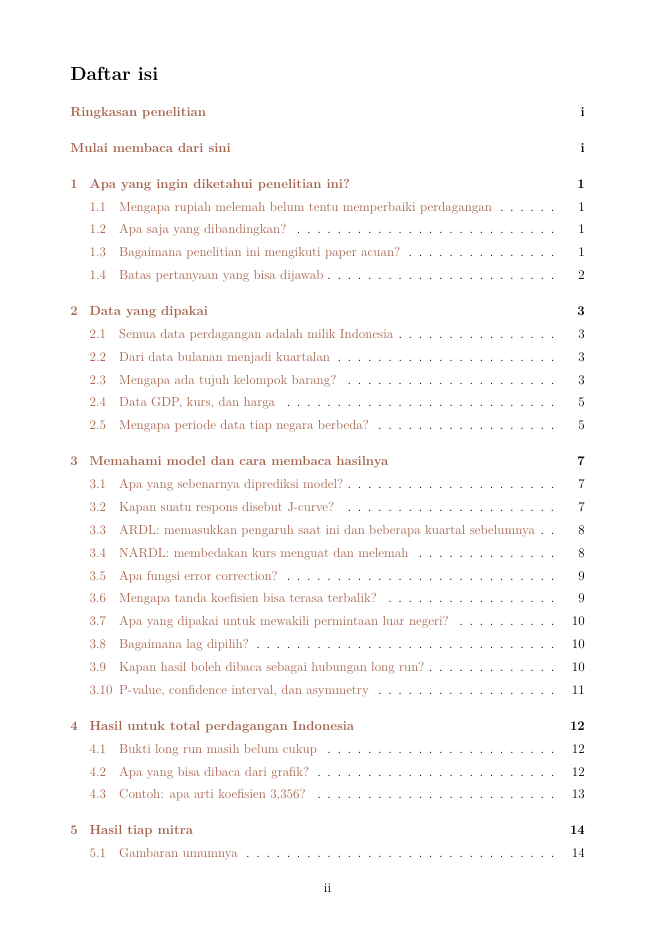 Daftar isi
Ringkasan penelitian i
Mulai membaca dari sini i
1 Apa yang ingin diketahui penelitian ini? 1
1.1 Mengapa rupiah melemah belum tentu memperbaiki perdagangan . . . . . . 1
1.2 Apa saja yang dibandingkan? . . . . . . . . . . . . . . . . . . . . . . . . . . 1
1.3 Bagaimana penelitian ini mengikuti paper acuan? . . . . . . . . . . . . . . . 1
1.4 Batas pertanyaan yang bisa dijawab . . . . . . . . . . . . . . . . . . . . . . . 2
2 Data yang dipakai 3
2.1 Semua data perdagangan adalah milik Indonesia . . . . . . . . . . . . . . . . 3
2.2 Dari data bulanan menjadi kuartalan . . . . . . . . . . . . . . . . . . . . . . 3
2.3 Mengapa ada tujuh kelompok barang? . . . . . . . . . . . . . . . . . . . . . 3
2.4 Data GDP, kurs, dan harga . . . . . . . . . . . . . . . . . . . . . . . . . . . 5
2.5 Mengapa periode data tiap negara berbeda? . . . . . . . . . . . . . . . . . . 5
3 Memahami model dan cara membaca hasilnya 7
3.1 Apa yang sebenarnya diprediksi model? . . . . . . . . . . . . . . . . . . . . . 7
3.2 Kapan suatu respons disebut J-curve? . . . . . . . . . . . . . . . . . . . . . 7
3.3 ARDL: memasukkan pengaruh saat ini dan beberapa kuartal sebelumnya . . 8
3.4 NARDL: membedakan kurs menguat dan melemah . . . . . . . . . . . . . . 8
3.5 Apa fungsi error correction? . . . . . . . . . . . . . . . . . . . . . . . . . . . 9
3.6 Mengapa tanda koefisien bisa terasa terbalik? . . . . . . . . . . . . . . . . . 9
3.7 Apa yang dipakai untuk mewakili permintaan luar negeri? . . . . . . . . . . 10
3.8 Bagaimana lag dipilih? . . . . . . . . . . . . . . . . . . . . . . . . . . . . . . 10
3.9 Kapan hasil boleh dibaca sebagai hubungan long run? . . . . . . . . . . . . . 10
3.10 P-value, confidence interval, dan asymmetry . . . . . . . . . . . . . . . . . . 11
4 Hasil untuk total perdagangan Indonesia 12
4.1 Bukti long run masih belum cukup . . . . . . . . . . . . . . . . . . . . . . . 12
4.2 Apa yang bisa dibaca dari grafik? . . . . . . . . . . . . . . . . . . . . . . . . 12
4.3 Contoh: apa arti koefisien 3,356? . . . . . . . . . . . . . . . . . . . . . . . . 13
5 Hasil tiap mitra 14
5.1 Gambaran umumnya . . . . . . . . . . . . . . . . . . . . . . . . . . . . . . . 14
ii